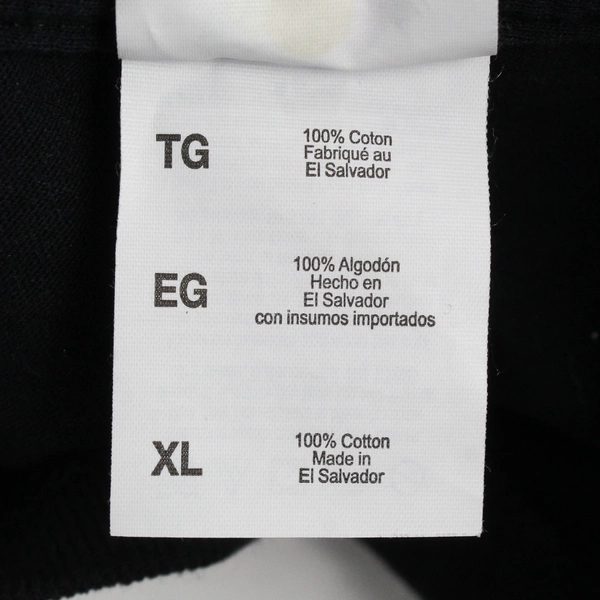 TG
100% Coton
Fabriqué au
El Salvador
EG
100% Algodón
Hecho en
El Salvador
con insumos importados
XL
100% Cotton
Made in
El Salvador